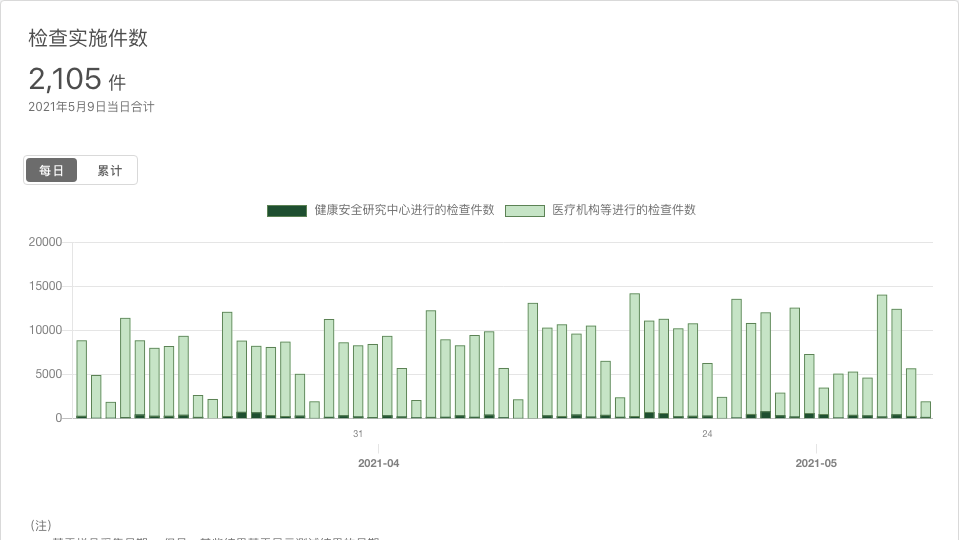 检查实施件数
2,105 件
2021年5月9日当日合计
每日 累计
健康安全研究中心进行的检查件数 医疗机构等进行的检查件数
20000
15000
10000
5000
0
31 24
2021-04 2021-05
(注)